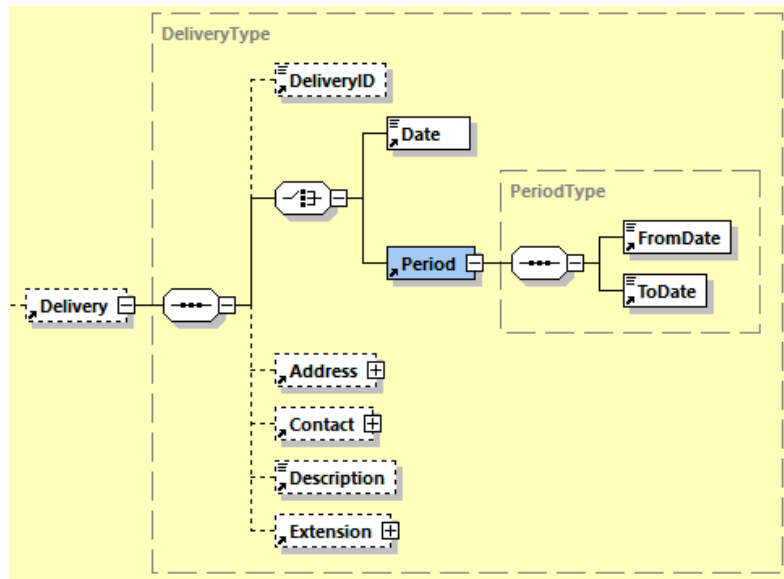 DeliveryType
DeliveryID
Date
PeriodType
FromDate
Period
ToDate
Delivery
Address
Contact
Description
Extension